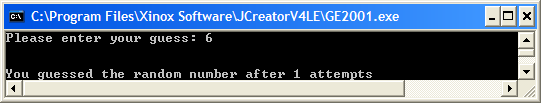 C:\Program Files\Xinox Software\JCreatorV4LE\GE2001.exe
Please enter your guess: 6
You guessed the random number after 1 attempts